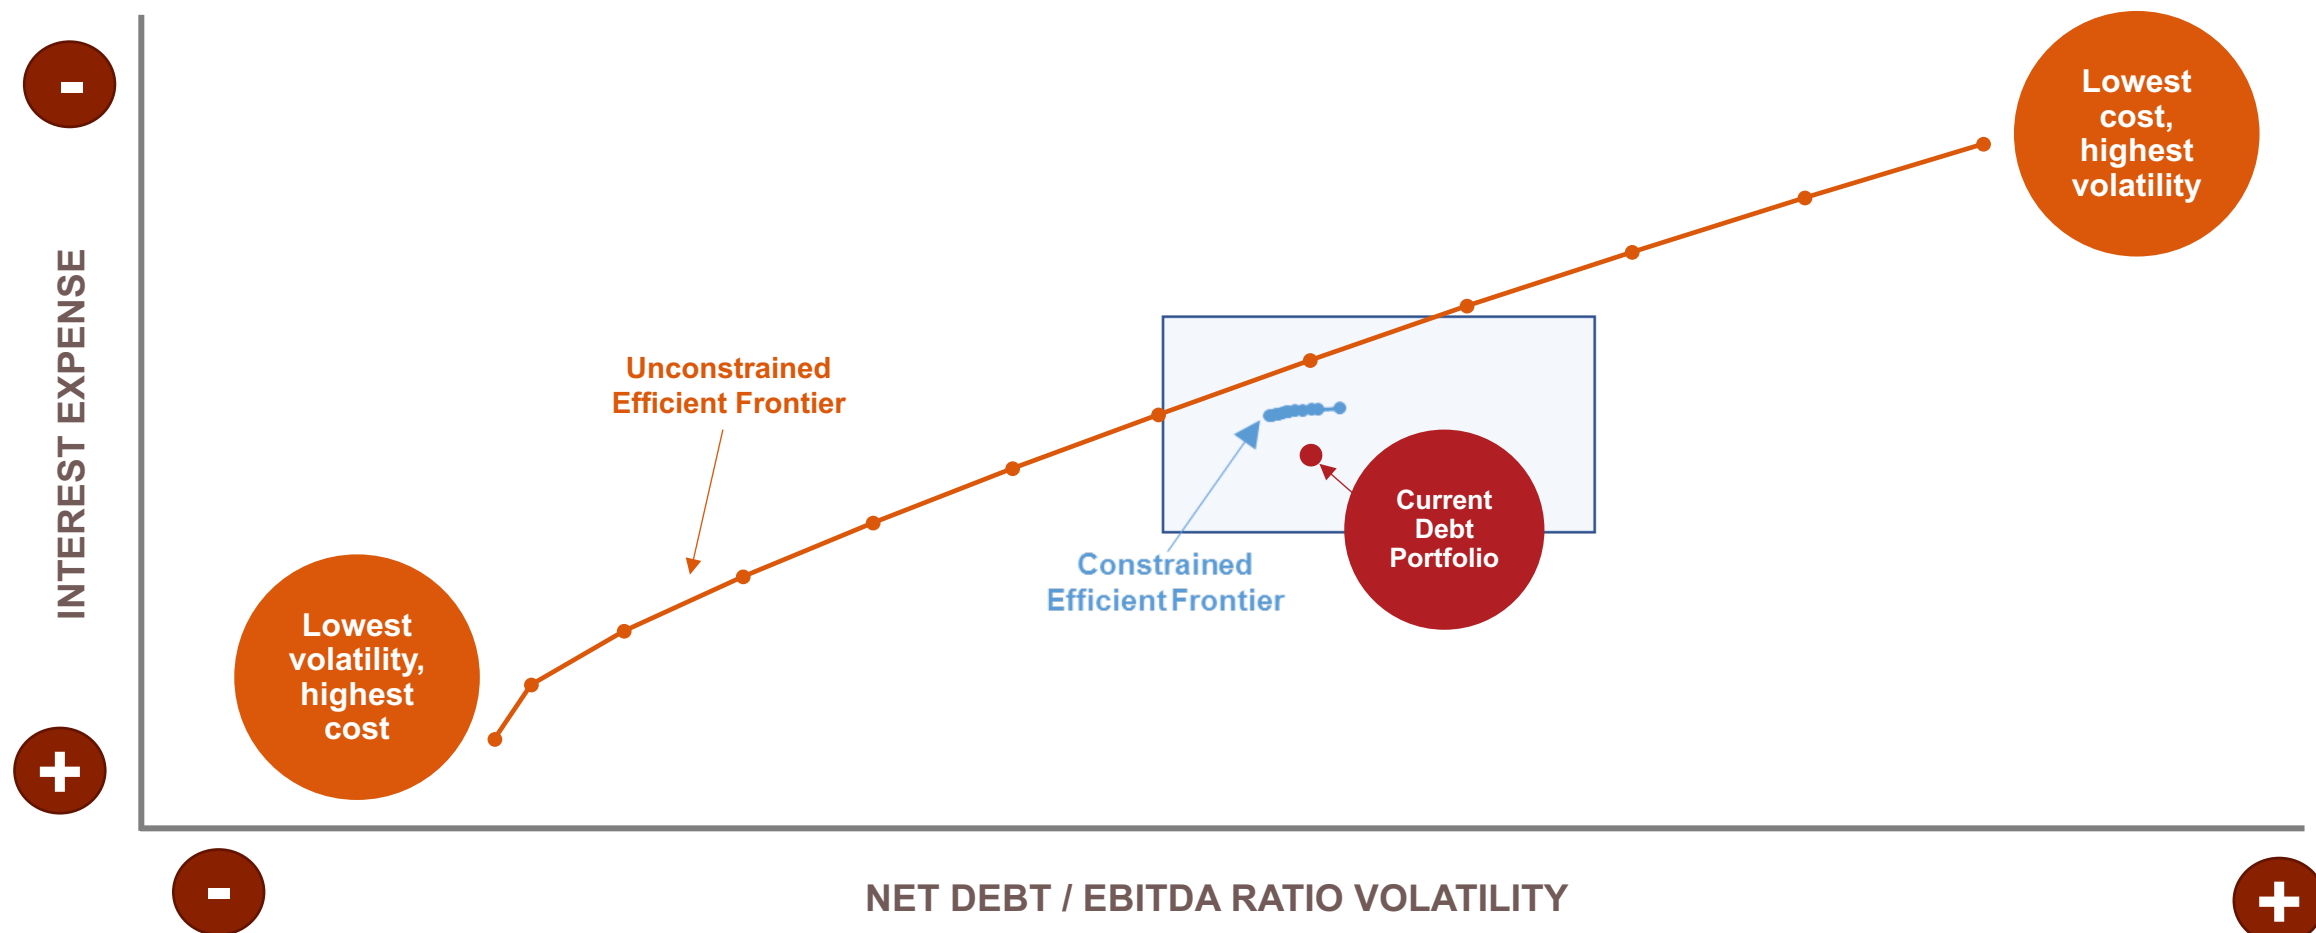 -
Lowest
cost,
highest
volatility
INTEREST EXPENSE
Unconstrained
Efficient Frontier
Current
Debt
Portfolio
Constrained
Efficient Frontier
Lowest
volatility,
highest
cost
+
-
NET DEBT / EBITDA RATIO VOLATILITY
+